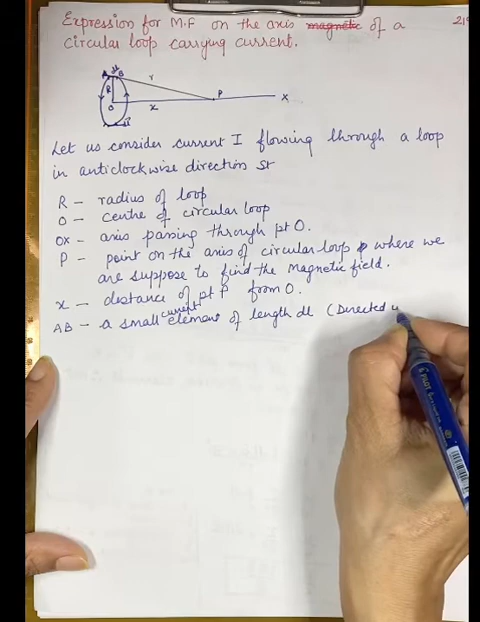 Expression for M.F on the axis magnetic of a
circular loop carrying current.
A dl B r
R
P
O x X
Let us consider current I flowing through a loop
in anticlockwise direction st
R - radius of loop
O - centre of circular loop
OX - axis passing through pt O.
P - point on the axis of circular loop p where we
are suppose to find the Magnetic field.
x - distance of pt P from O.
current
AB - a small element of length dl (Directed
PILOT